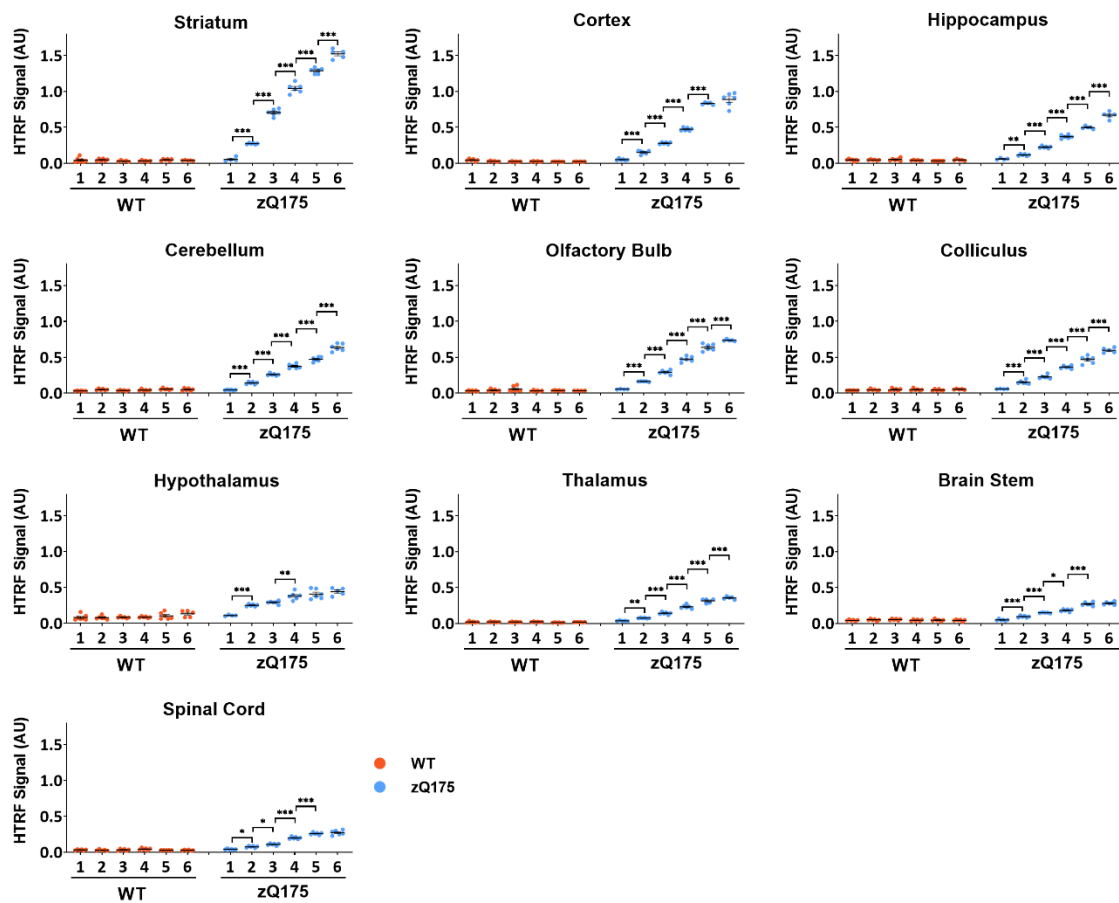 Striatum
HTRF Signal (AU)
1.5
1.0
0.5
0.0
*** *** *** *** ***
1 2 3 4 5 6 1 2 3 4 5 6
WT zQ175
Cortex
HTRF Signal (AU)
1.5
1.0
0.5
0.0
*** *** *** ***
1 2 3 4 5 6 1 2 3 4 5 6
WT zQ175
Hippocampus
HTRF Signal (AU)
1.5
1.0
0.5
0.0
** *** *** *** ***
1 2 3 4 5 6 1 2 3 4 5 6
WT zQ175
Cerebellum
HTRF Signal (AU)
1.5
1.0
0.5
0.0
*** *** *** *** ***
1 2 3 4 5 6 1 2 3 4 5 6
WT zQ175
Olfactory Bulb
HTRF Signal (AU)
1.5
1.0
0.5
0.0
*** *** *** *** ***
1 2 3 4 5 6 1 2 3 4 5 6
WT zQ175
Colliculus
HTRF Signal (AU)
1.5
1.0
0.5
0.0
*** *** *** *** ***
1 2 3 4 5 6 1 2 3 4 5 6
WT zQ175
Hypothalamus
HTRF Signal (AU)
1.5
1.0
0.5
0.0
*** **
1 2 3 4 5 6 1 2 3 4 5 6
WT zQ175
Thalamus
HTRF Signal (AU)
1.5
1.0
0.5
0.0
** *** *** *** ***
1 2 3 4 5 6 1 2 3 4 5 6
WT zQ175
Brain Stem
HTRF Signal (AU)
1.5
1.0
0.5
0.0
*** *** * ***
1 2 3 4 5 6 1 2 3 4 5 6
WT zQ175
Spinal Cord
HTRF Signal (AU)
1.5
1.0
0.5
0.0
* * *** ***
1 2 3 4 5 6 1 2 3 4 5 6
WT zQ175
WT
zQ175